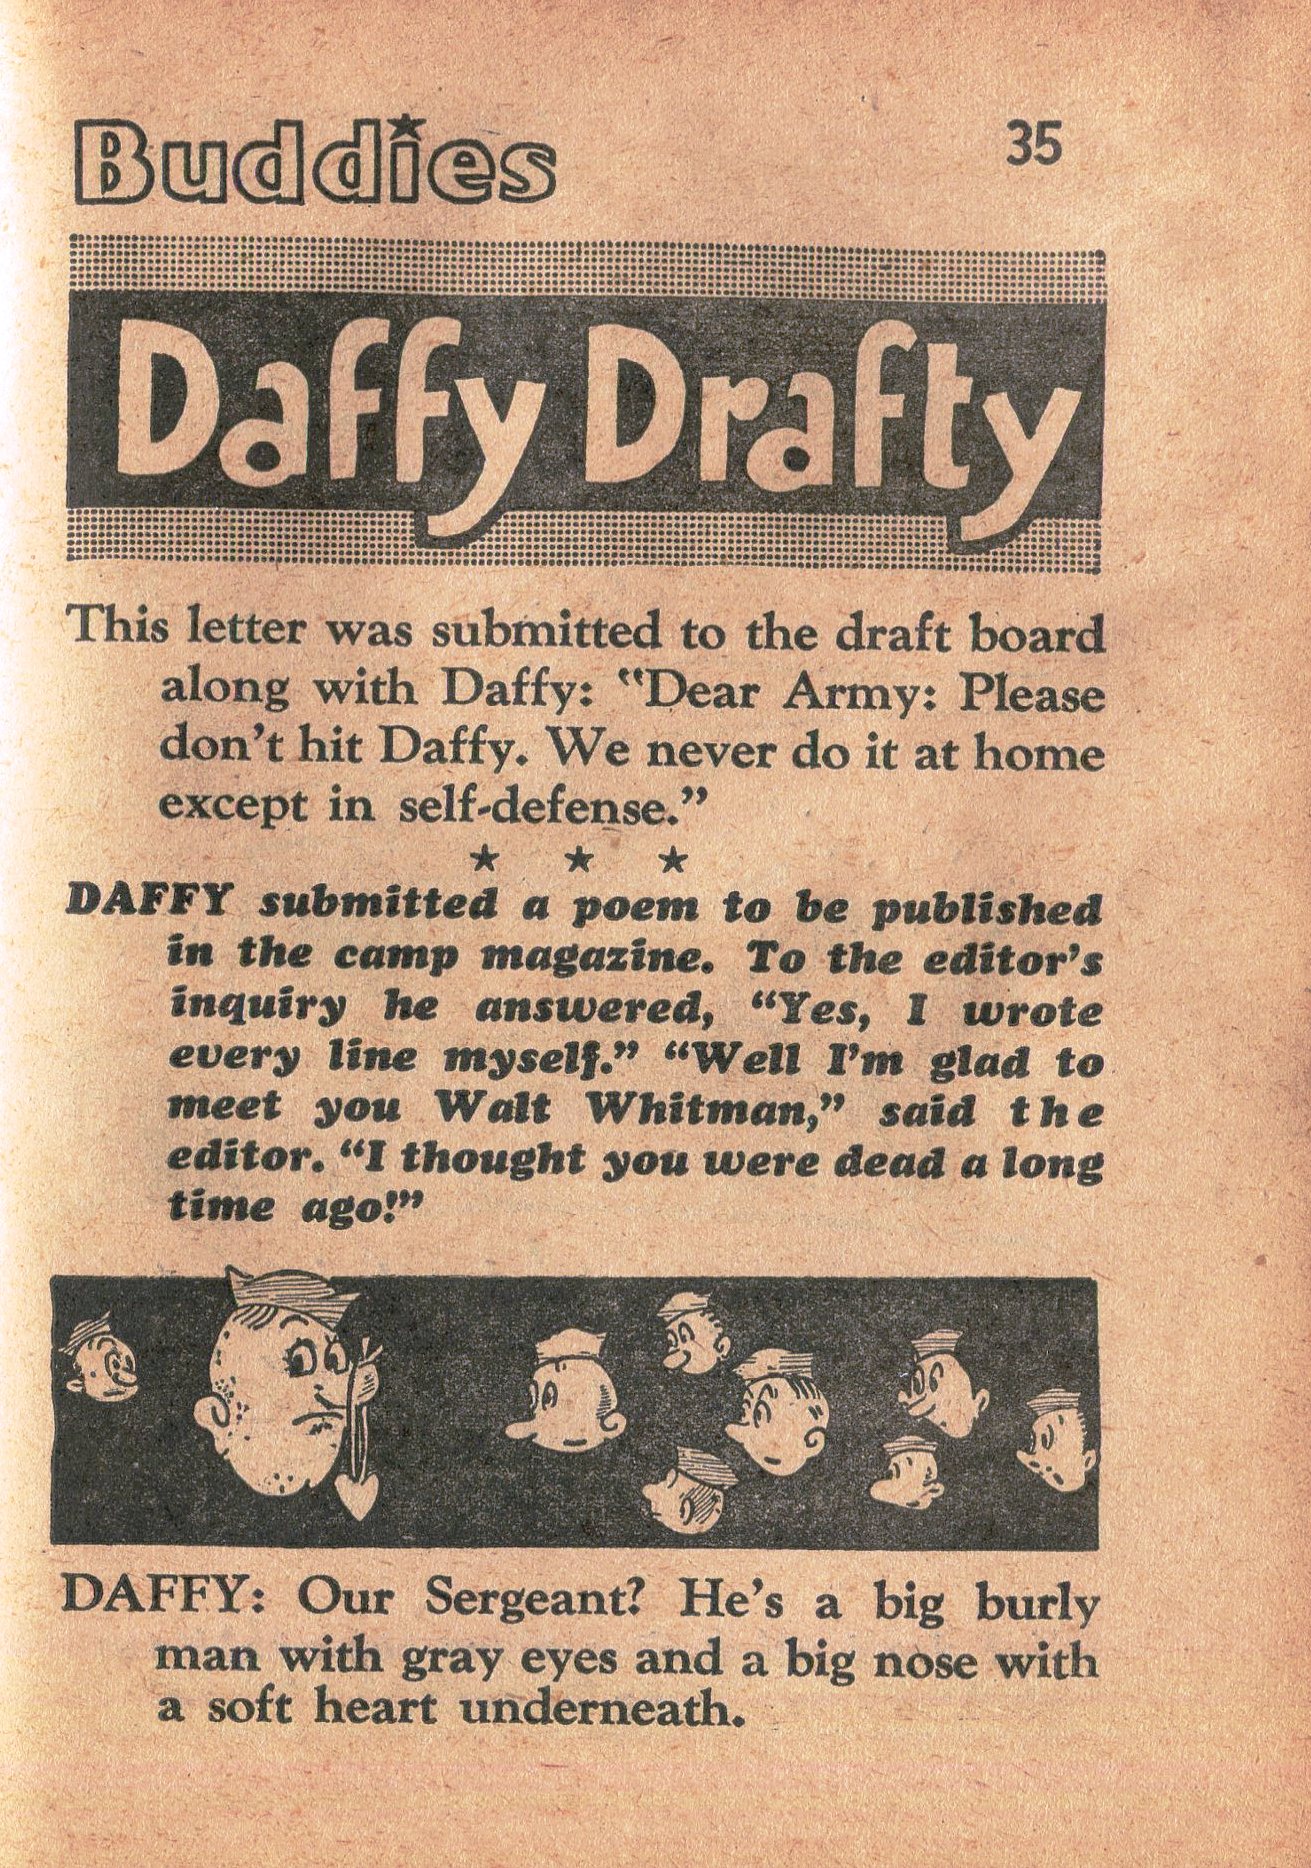 Buddies
35
Daffy Drafty
This letter was submitted to the draft board
along with Daffy: "Dear Army: Please
don't hit Daffy. We never do it at home
except in self-defense."
★ ★ ★
DAFFY submitted a poem to be published
in the camp magazine. To the editor's
inquiry he answered, "Yes, I wrote
every line myself." "Well I'm glad to
meet you Walt Whitman," said the
editor. "I thought you were dead a long
time ago!"
DAFFY: Our Sergeant? He's a big burly
man with gray eyes and a big nose with
a soft heart underneath.